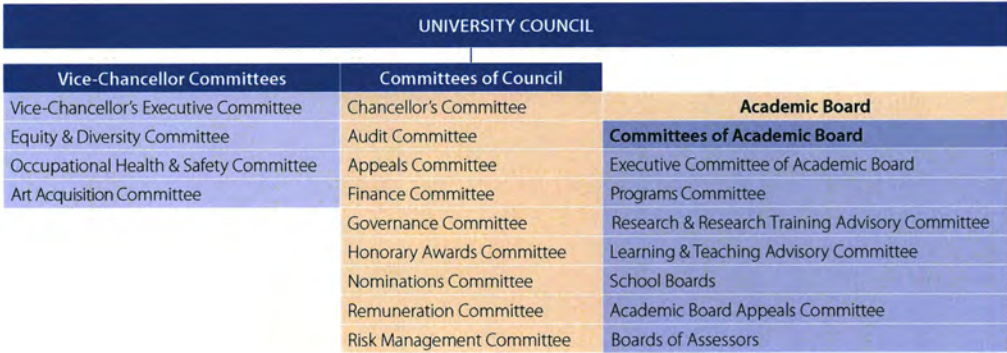 UNIVERSITY COUNCIL
Vice-Chancellor Committees
Vice-Chancellor's Executive Committee
Equity & Diversity Committee
Occupational Health & Safety Committee
Art Acquisition Committee
Committees of Council
Chancellor's Committee
Audit Committee
Appeals Committee
Finance Committee
Governance Committee
Honorary Awards Committee
Nominations Committee
Remuneration Committee
Risk Management Committee
Academic Board
Committees of Academic Board
Executive Committee of Academic Board
Programs Committee
Research & Research Training Advisory Committee
Learning & Teaching Advisory Committee
School Boards
Academic Board Appeals Committee
Boards of Assessors